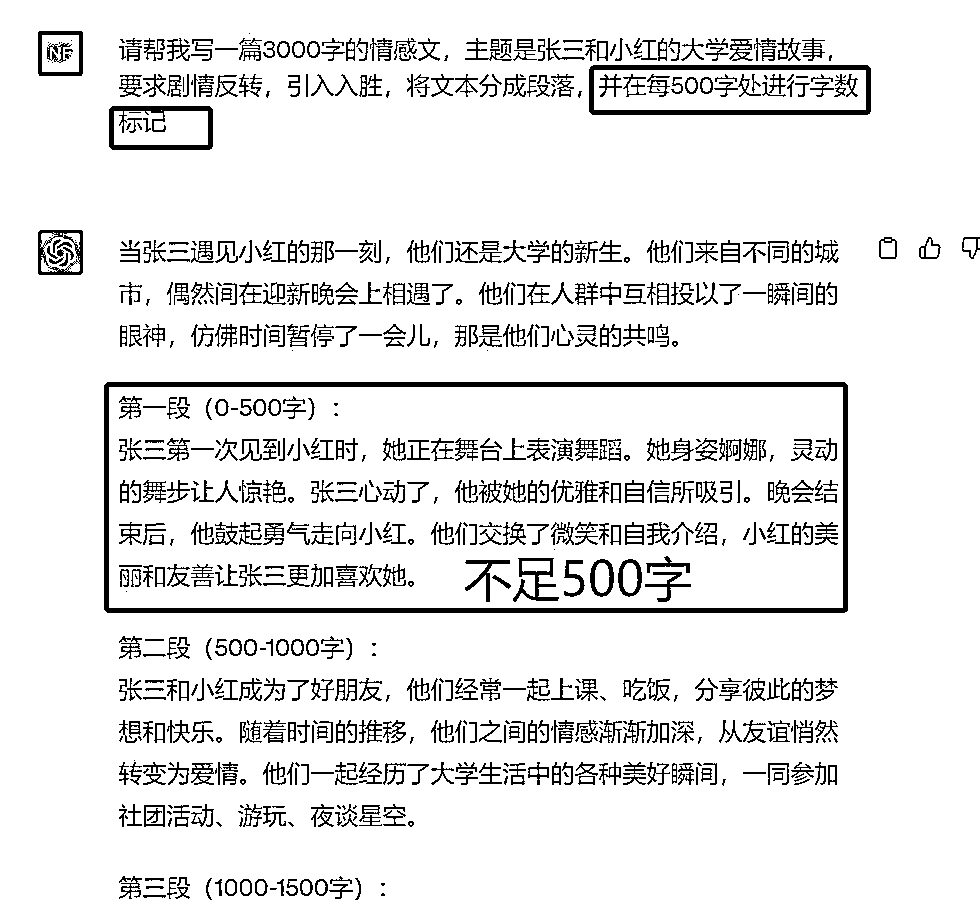 请帮我写一篇3000字的情感文，主题是张三和小红的大学爱情故事，
要求剧情反转，引入入胜，将文本分成段落，并在每500字处进行字数
标记
当张三遇见小红的那一刻，他们还是大学的新生。他们来自不同的城
市，偶然间在迎新晚会上相遇了。他们在人群中互相投以了一瞬间的
眼神，仿佛时间暂停了一会儿，那是他们心灵的共鸣。
第一段（0-500字）：
张三第一次见到小红时，她正在舞台上表演舞蹈。她身姿婀娜，灵动
的舞步让人惊艳。张三心动了，他被她的优雅和自信所吸引。晚会结
束后，他鼓起勇气走向小红。他们交换了微笑和自我介绍，小红的美
丽和友善让张三更加喜欢她。
不足500字
第二段（500-1000字）：
张三和小红成为了好朋友，他们经常一起上课、吃饭，分享彼此的梦
想和快乐。随着时间的推移，他们之间的情感渐渐加深，从友谊悄然
转变为爱情。他们一起经历了大学生活中的各种美好瞬间，一同参加
社团活动、游玩、夜谈星空。
第三段（1000-1500字）：